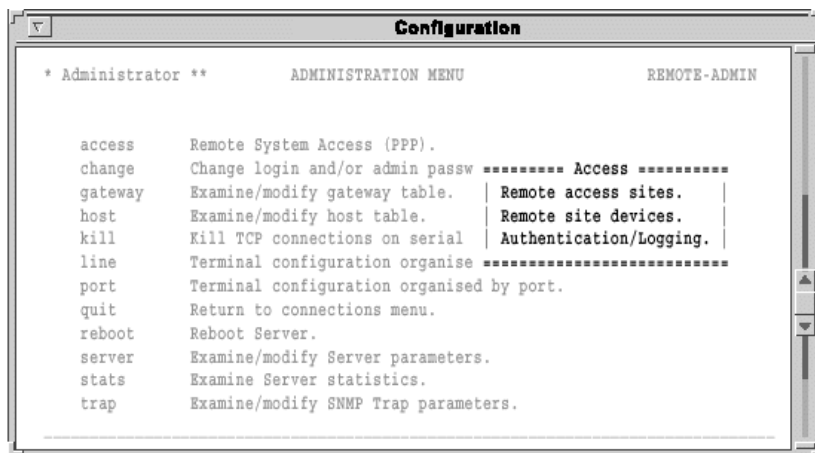 Configuration
* Administrator ** ADMINISTRATION MENU REMOTE-ADMIN
access Remote System Access (PPP).
change Change login and/or admin passw ========= Access ==========
gateway Examine/modify gateway table. | Remote access sites. |
host Examine/modify host table. | Remote site devices. |
kill Kill TCP connections on serial | Authentication/Logging. |
line Terminal configuration organise ===========================
port Terminal configuration organised by port.
quit Return to connections menu.
reboot Reboot Server.
server Examine/modify Server parameters.
stats Examine Server statistics.
trap Examine/modify SNMP Trap parameters.